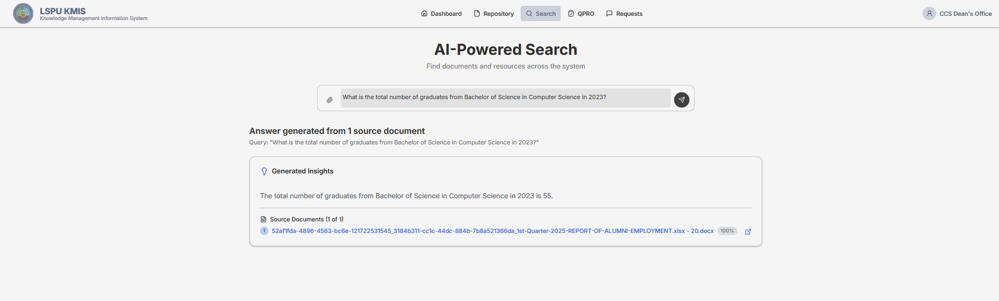 LSPU KMIS
Knowledge Management Information System
Dashboard
Repository
Search
QPRO
Requests
CCS Dean's Office
AI-Powered Search
Find documents and resources across the system
What is the total number of graduates from Bachelor of Science in Computer Science in 2023?
Answer generated from 1 source document
Query: "What is the total number of graduates from Bachelor of Science in Computer Science in 2023?"
Generated Insights
The total number of graduates from Bachelor of Science in Computer Science in 2023 is 55.
Source Documents (1 of 1)
1 52af1fda-4896-4563-bc6e-121722531545_3184b311-cc1c-44dc-884b-7b8a521366da_1st-Quarter-2025-REPORT-OF-ALUMNI-EMPLOYMENT.xlsx - 20.docx 100%